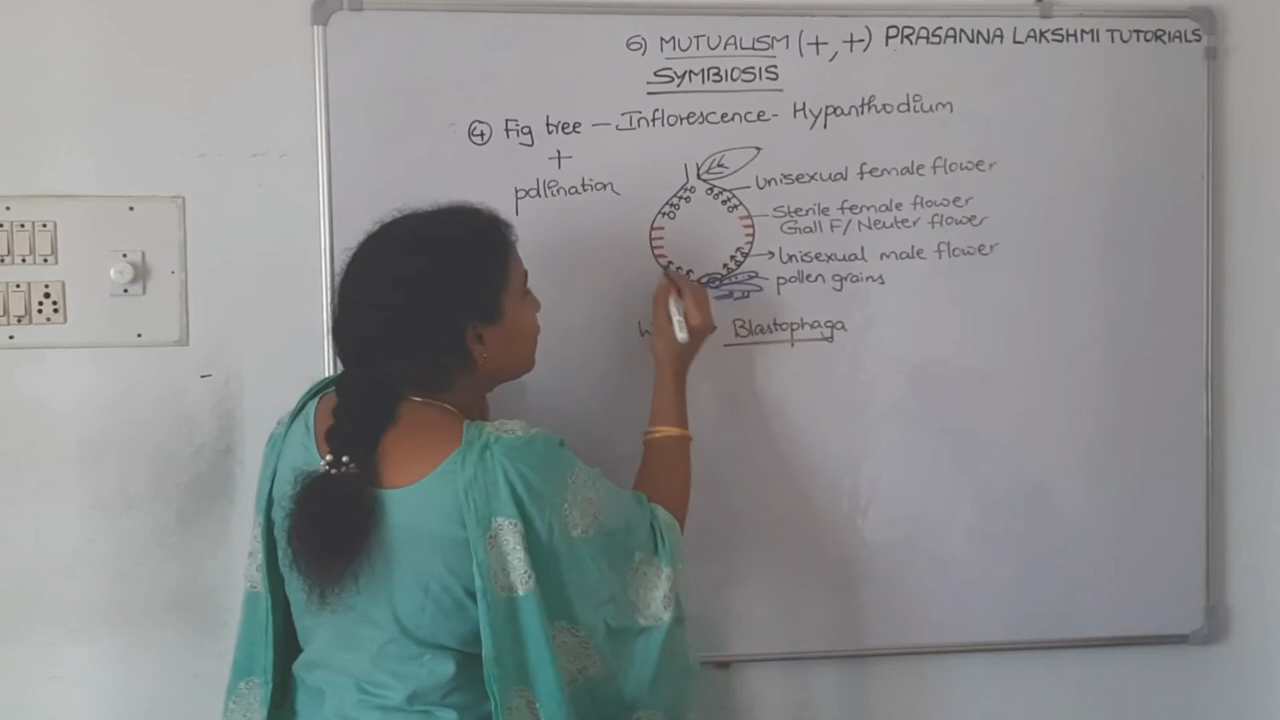 6) MUTUALISM (+, +) PRASANNA LAKSHMI TUTORIALS
SYMBIOSIS
④ Fig tree — Inflorescence - Hypanthodium
+
pollination
Unisexual female flower
Sterile female flower
Gall F/ Neuter flower
Unisexual male flower
pollen grains
Blastophaga